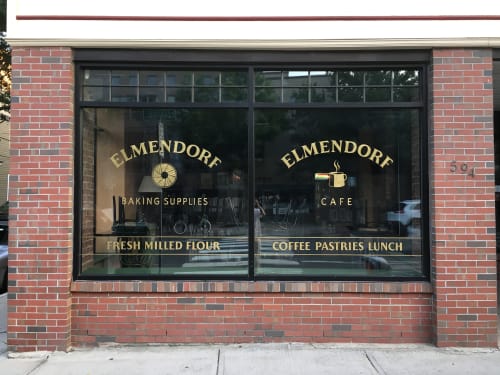 ELMENDORF
BAKING SUPPLIES
FRESH MILLED FLOUR
ELMENDORF
CAFE
COFFEE PASTRIES LUNCH
594